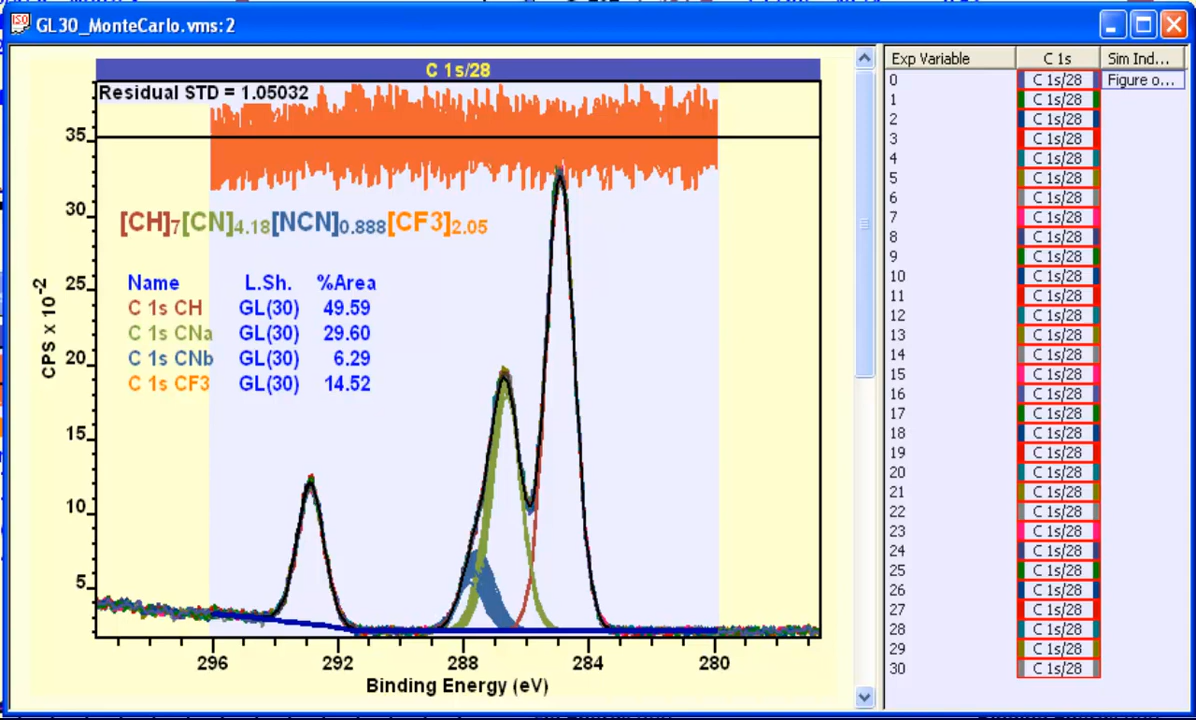 GL30_MonteCarlo.vms:2
C 1s/28
Residual STD = 1.05032
[CH]7[CN]4.18[NCN]0.888[CF3]2.05
Name L.Sh. %Area
C 1s CH GL(30) 49.59
C 1s CNa GL(30) 29.60
C 1s CNb GL(30) 6.29
C 1s CF3 GL(30) 14.52
CPS x 10-2
35
30
25
20
15
10
5
296 292 288 284 280
Binding Energy (eV)
Exp Variable C 1s Sim Ind...
0 C 1s/28 Figure o...
1 C 1s/28
2 C 1s/28
3 C 1s/28
4 C 1s/28
5 C 1s/28
6 C 1s/28
7 C 1s/28
8 C 1s/28
9 C 1s/28
10 C 1s/28
11 C 1s/28
12 C 1s/28
13 C 1s/28
14 C 1s/28
15 C 1s/28
16 C 1s/28
17 C 1s/28
18 C 1s/28
19 C 1s/28
20 C 1s/28
21 C 1s/28
22 C 1s/28
23 C 1s/28
24 C 1s/28
25 C 1s/28
26 C 1s/28
27 C 1s/28
28 C 1s/28
29 C 1s/28
30 C 1s/28